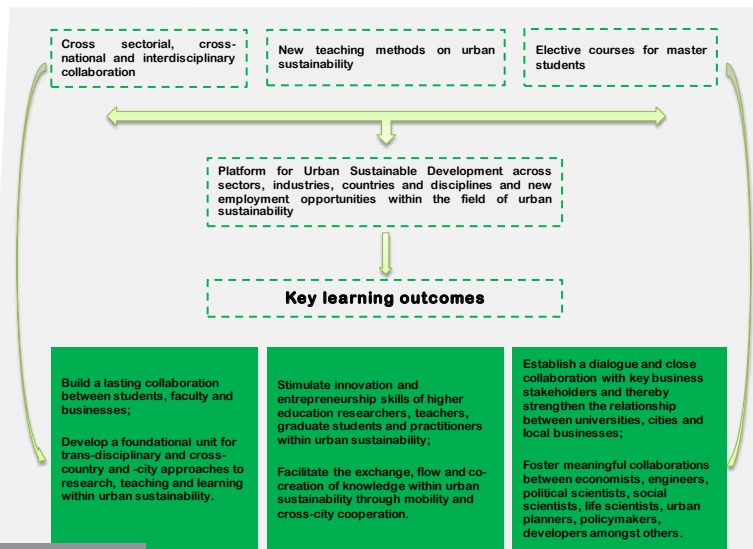 Cross sectorial, cross-
national and interdisciplinary
collaboration
New teaching methods on urban
sustainability
Elective courses for master
students
Platform for Urban Sustainable Development across
sectors, industries, countries and disciplines and new
employment opportunities within the field of urban
sustainability
Key learning outcomes
Build a lasting collaboration
between students, faculty and
businesses;
Develop a foundational unit for
trans-disciplinary and cross-
country and -city approaches to
research, teaching and learning
within urban sustainability.
Stimulate innovation and
entrepreneurship skills of higher
education researchers, teachers,
graduate students and practitioners
within urban sustainability;
Facilitate the exchange, flow and co-
creation of knowledge within urban
sustainability through mobility and
cross-city cooperation.
Establish a dialogue and close
collaboration with key business
stakeholders and thereby
strengthen the relationship
between universities, cities and
local businesses;
Foster meaningful collaborations
between economists, engineers,
political scientists, social
scientists, life scientists, urban
planners, policymakers,
developers amongst others.